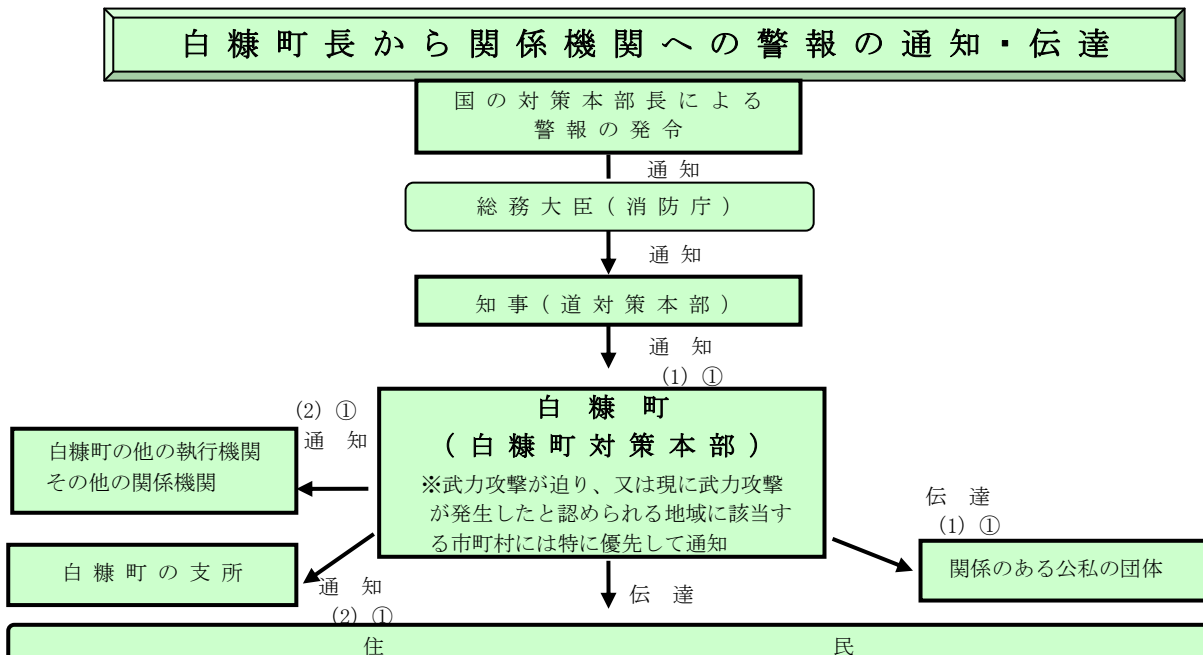 白糠町長から関係機関への警報の通知・伝達
国の対策本部長による
警報の発令
通知
総務大臣(消防庁)
通知
知事(道対策本部)
通知
(1) ①
白糠町
(白糠町対策本部)
※武力攻撃が迫り、又は現に武力攻撃
が発生したと認められる地域に該当す
る市町村には特に優先して通知
(2) ①
通知
白糠町の他の執行機関
その他の関係機関
伝達
(1) ①
関係のある公私の団体
白糠町の支所
通知
(2) ①
伝達
住民